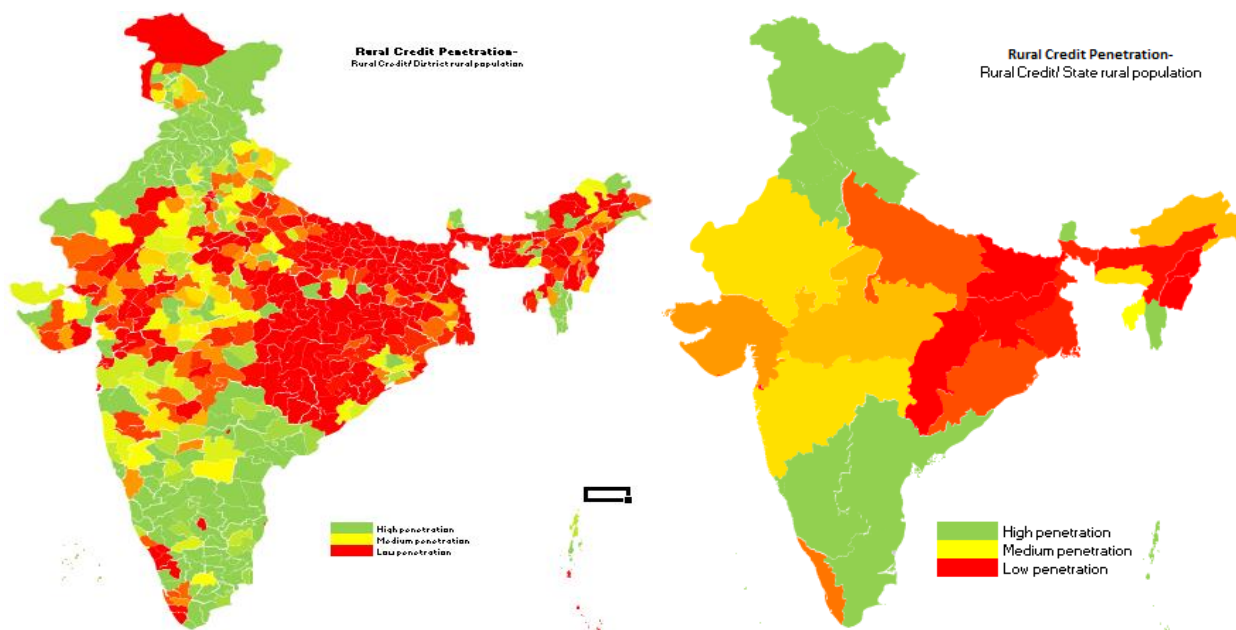 Rural Credit Penetration-
Rural Credit/ District rural population
High penetration
Medium penetration
Low penetration
Rural Credit Penetration-
Rural Credit/ State rural population
High penetration
Medium penetration
Low penetration